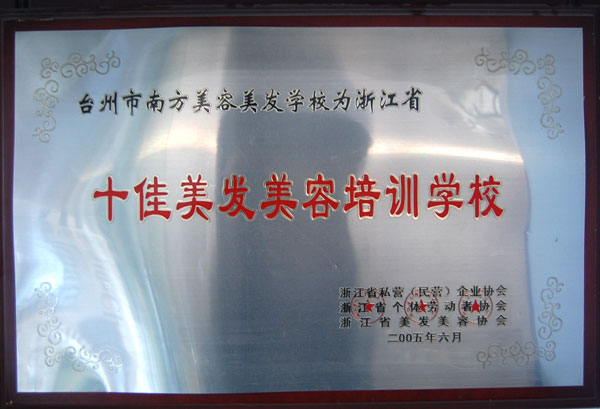 台州市南方美容美发学校为浙江省
十佳美发美容培训学校
浙江省私营（民营）企业协会
浙江省个体劳动者协会
浙江省美发美容协会
二00五年六月